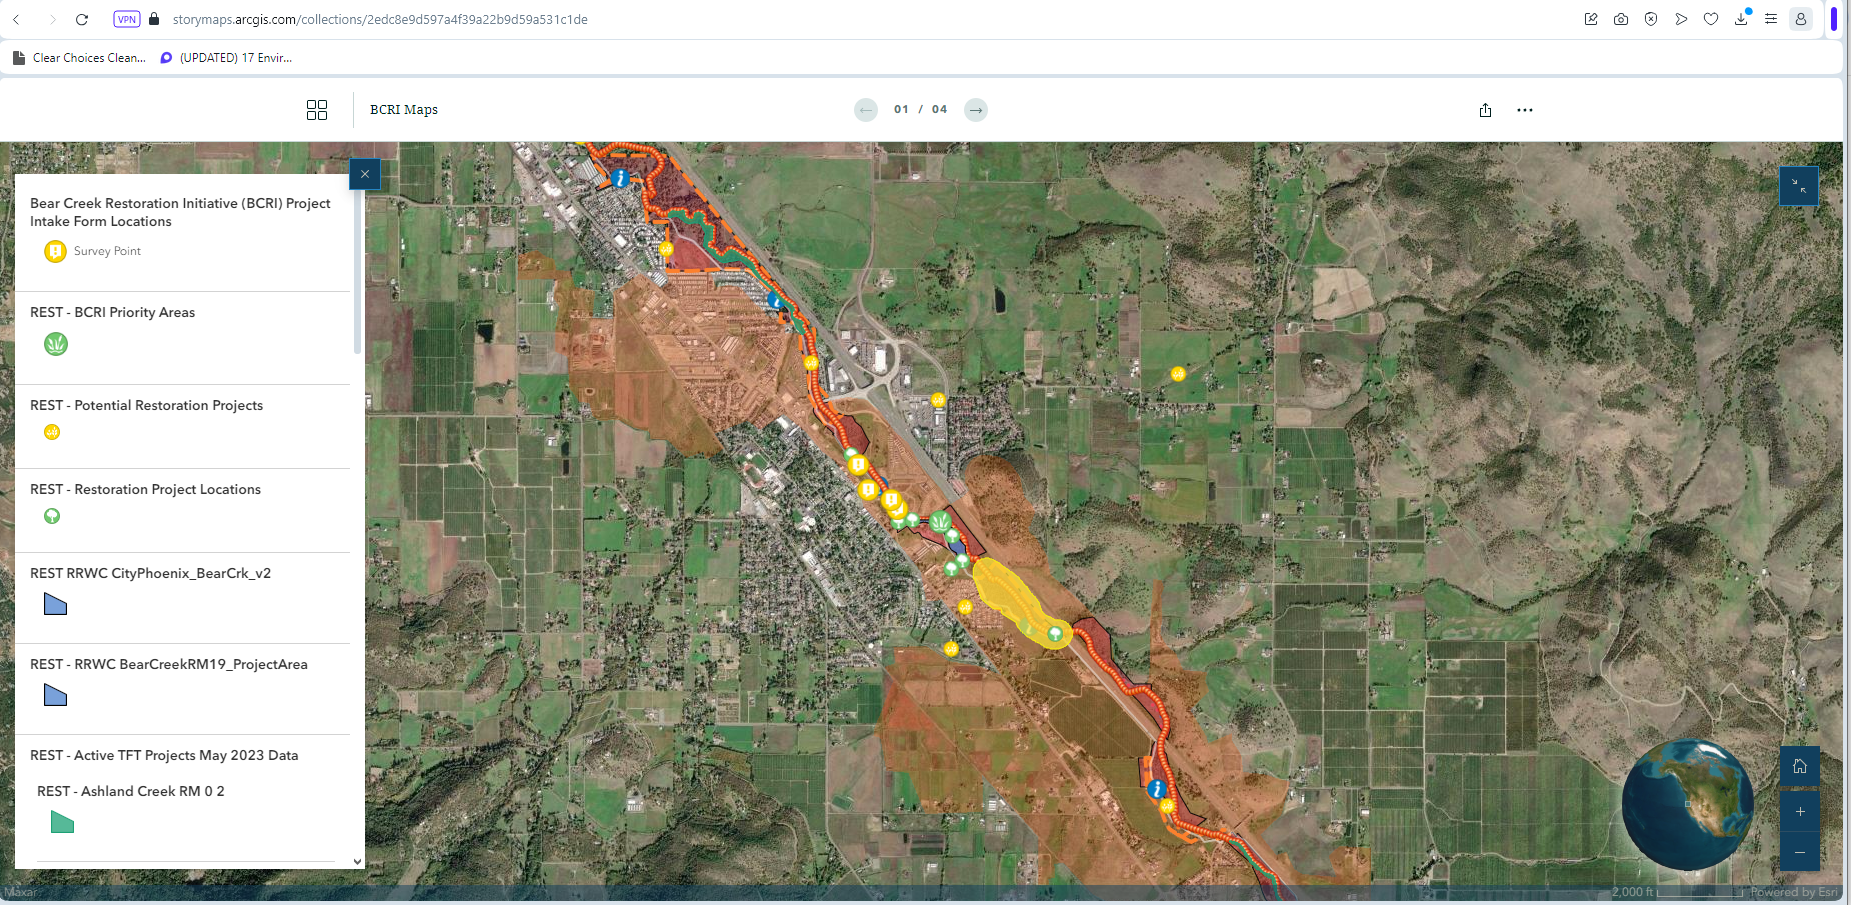 VPN
storymaps.arcgis.com/collections/2edc8e9d597a4f39a22b9d59a531c1de
Clear Choices Clean...
(UPDATED) 17 Envir...
BCRI Maps
01 / 04
Bear Creek Restoration Initiative (BCRI) Project
Intake Form Locations
Survey Point
REST - BCRI Priority Areas
REST - Potential Restoration Projects
REST - Restoration Project Locations
REST RRWC CityPhoenix_BearCrk_v2
REST - RRWC BearCreekRM19_ProjectArea
REST - Active TFT Projects May 2023 Data
REST - Ashland Creek RM 0 2
Maxar
2,000 ft
Powered by Esri